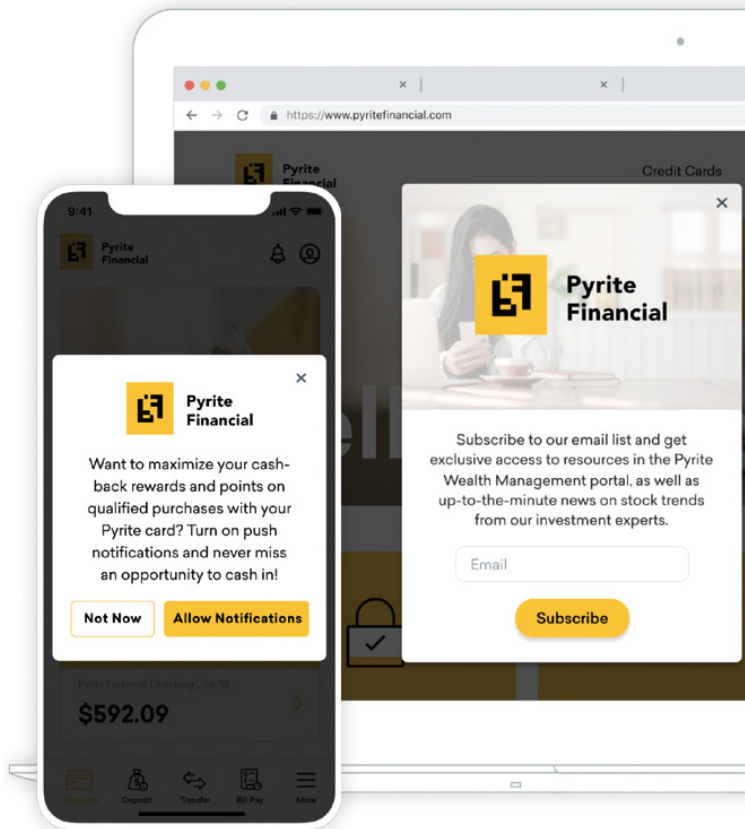 https://www.pyritefinancial.com
Pyrite
Financial
Credit Cards
Pyrite
Financial
Subscribe to our email list and get
exclusive access to resources in the Pyrite
Wealth Management portal, as well as
up-to-the-minute news on stock trends
from our investment experts.
Email
Subscribe
9:41
Pyrite
Financial
Pyrite
Financial
Want to maximize your cash-
back rewards and points on
qualified purchases with your
Pyrite card? Turn on push
notifications and never miss
an opportunity to cash in!
Not Now
Allow Notifications
Pyrite Financial Checking
$592.09
Accounts
Deposit
Transfer
Bill Pay
More